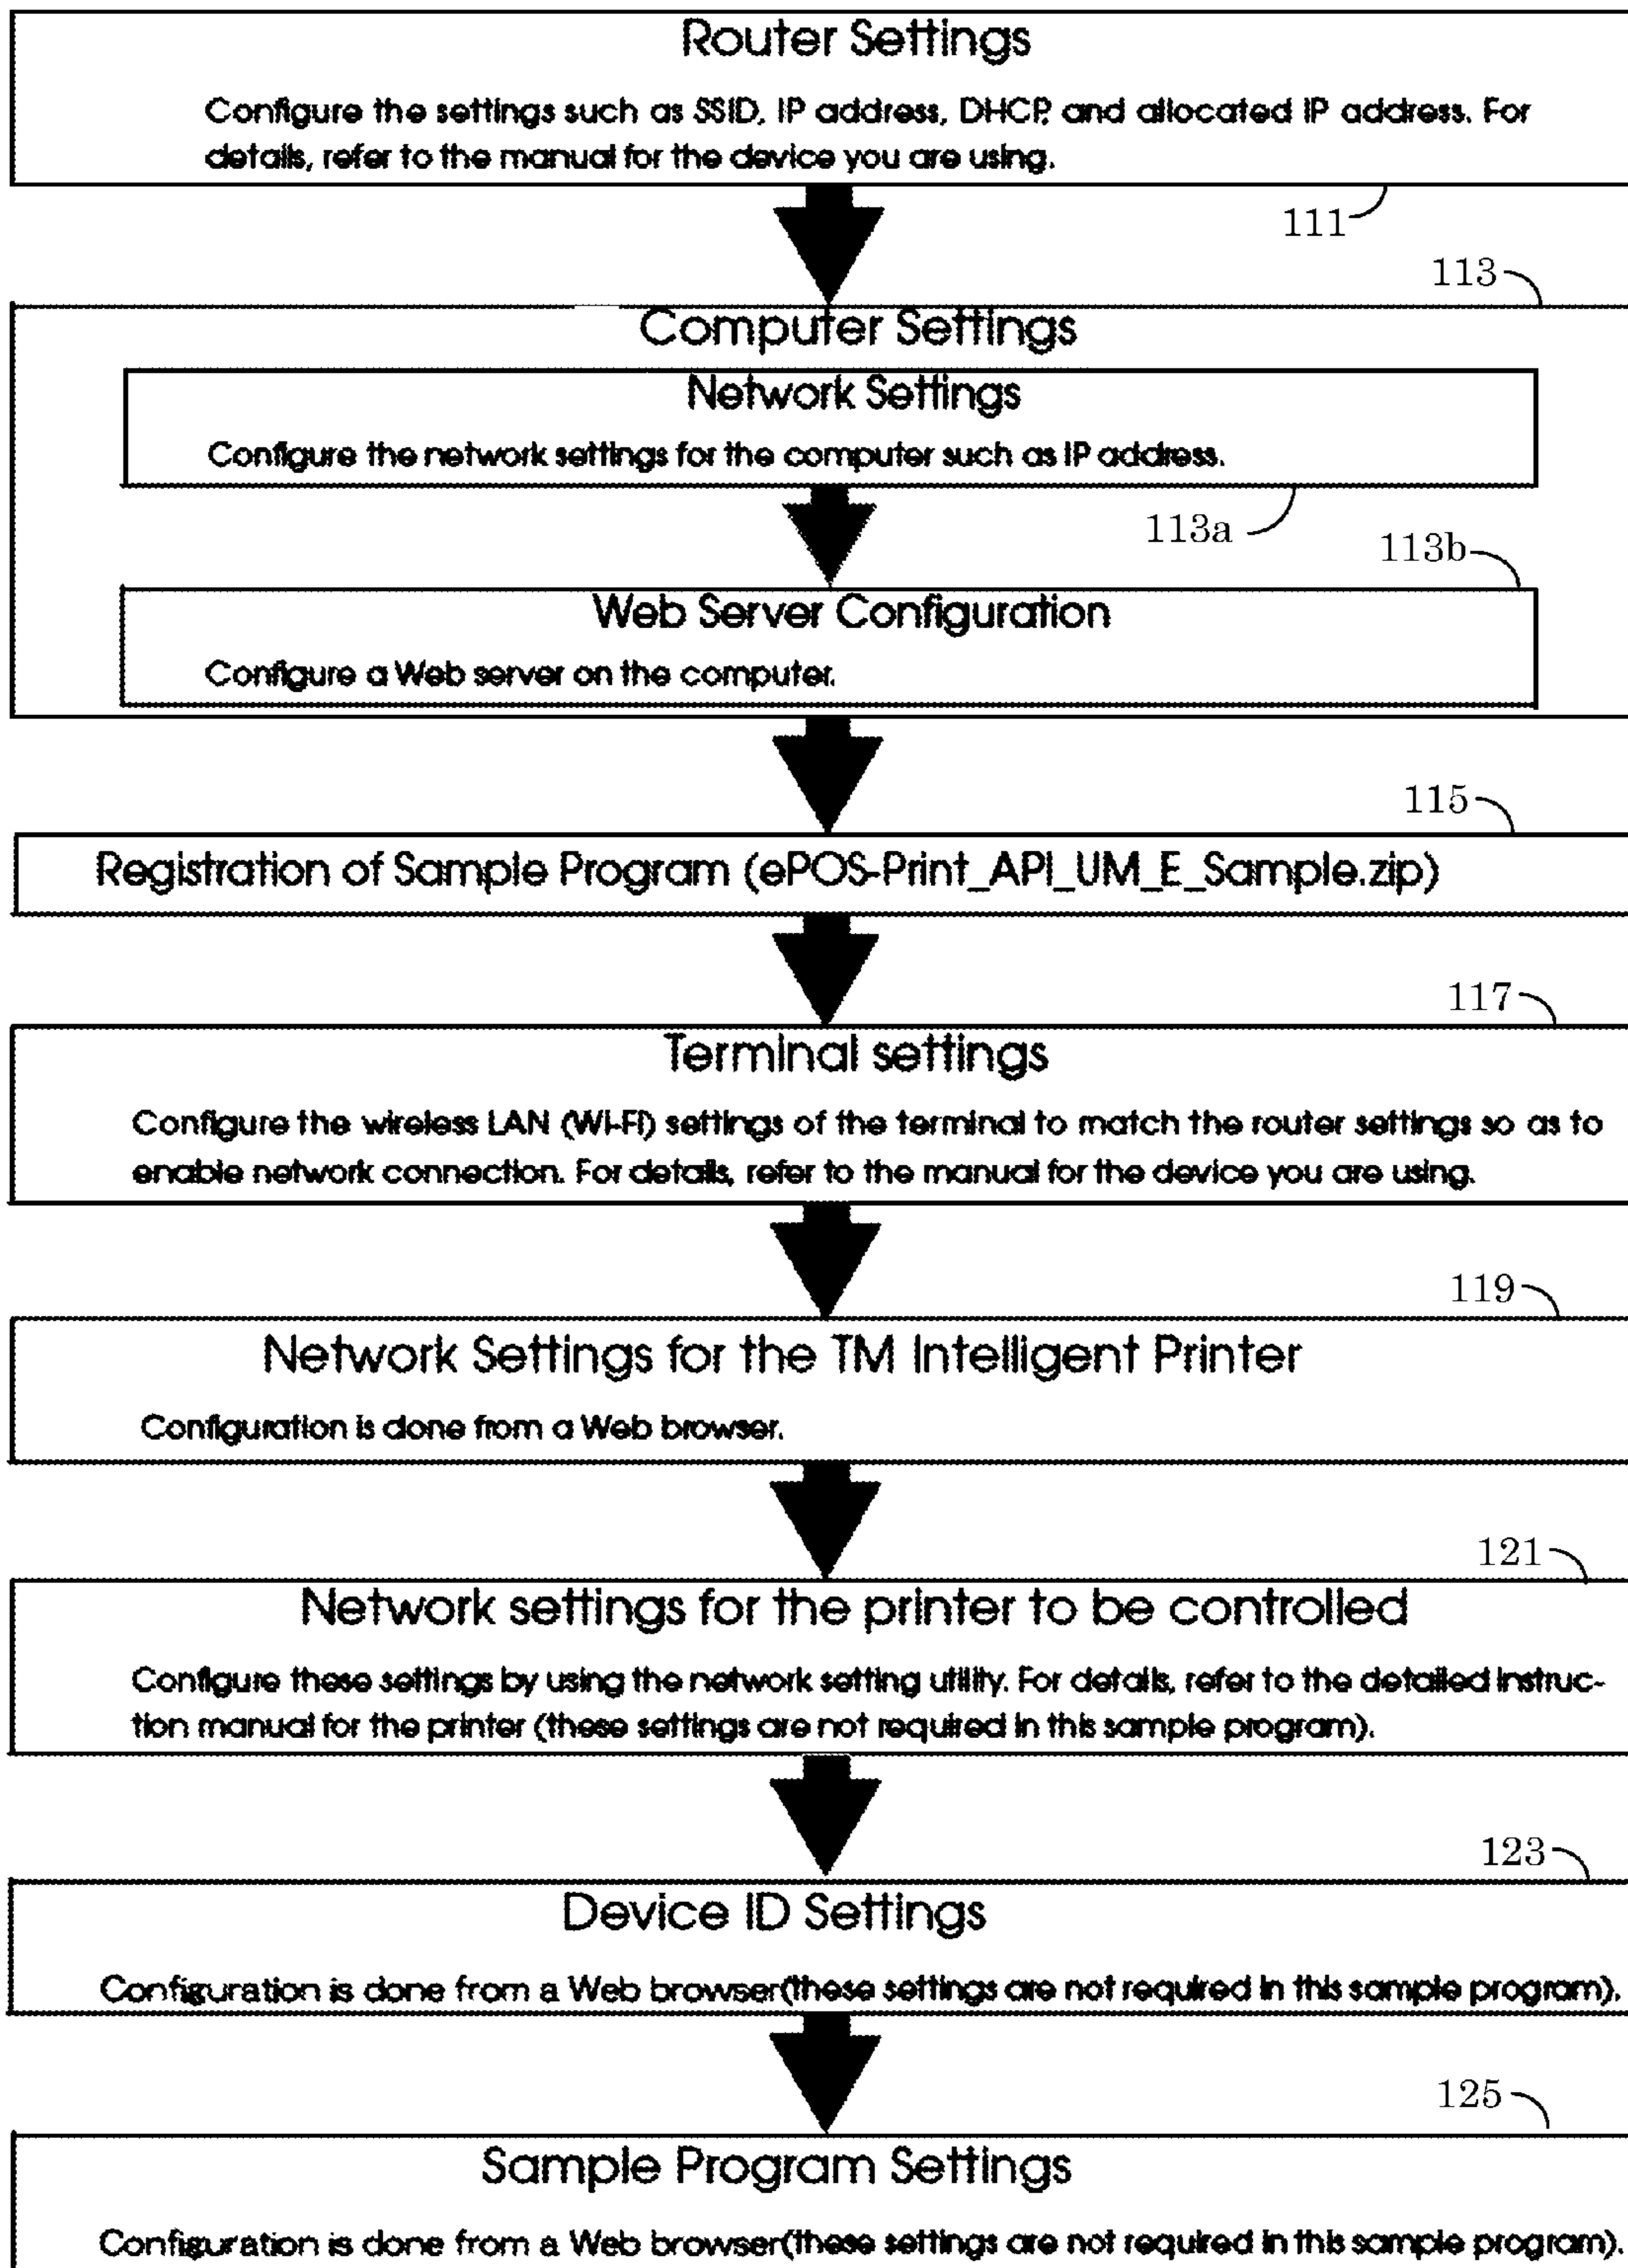 Router Settings
Configure the settings such as SSID, IP address, DHCP, and allocated IP address. For
details, refer to the manual for the device you are using.
111
113
Computer Settings
Network Settings
Configure the network settings for the computer such as IP address.
113a
113b
Web Server Configuration
Configure a Web server on the computer.
115
Registration of Sample Program (ePOS-Print_API_UM_E_Sample.zip)
117
Terminal settings
Configure the wireless LAN (Wi-Fi) settings of the terminal to match the router settings so as to
enable network connection. For details, refer to the manual for the device you are using.
119
Network Settings for the TM Intelligent Printer
Configuration is done from a Web browser.
121
Network settings for the printer to be controlled
Configure these settings by using the network setting utility. For details, refer to the detailed instruc-
tion manual for the printer (these settings are not required in this sample program).
123
Device ID Settings
Configuration is done from a Web browser(these settings are not required in this sample program).
125
Sample Program Settings
Configuration is done from a Web browser(these settings are not required in this sample program).